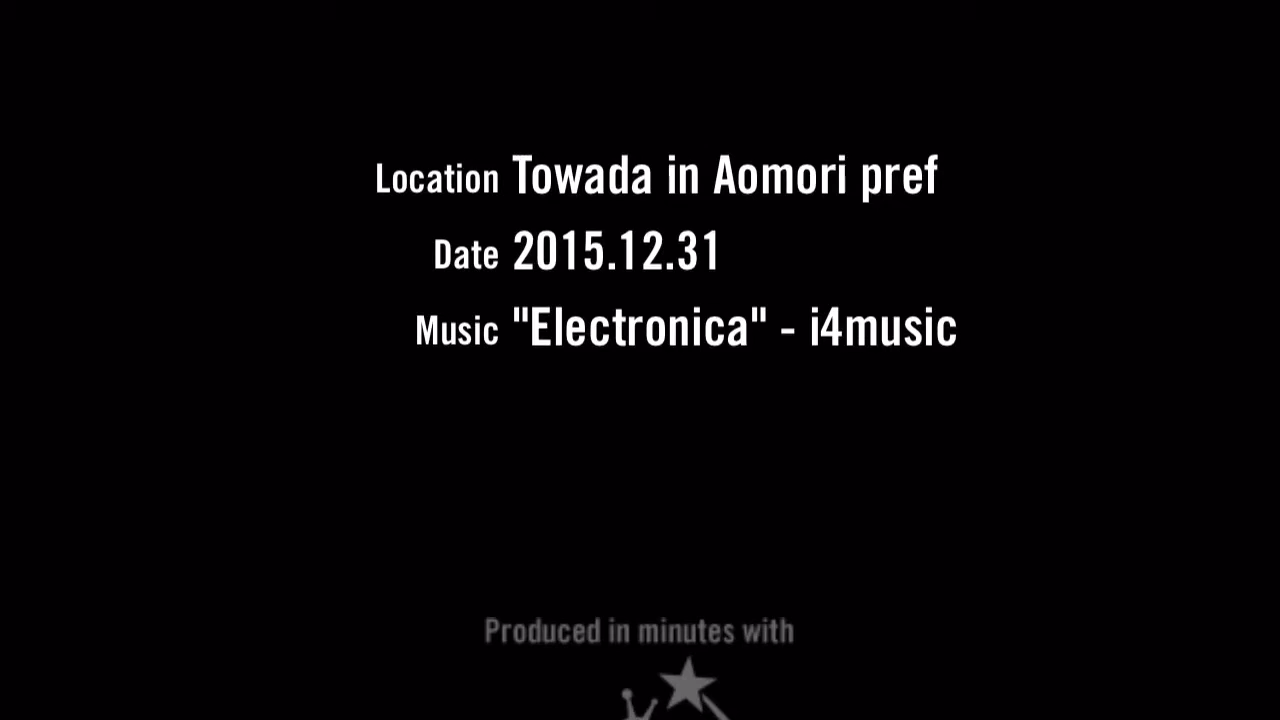 Location Towada in Aomori pref
Date 2015.12.31
Music "Electronica" - i4music
Produced in minutes with